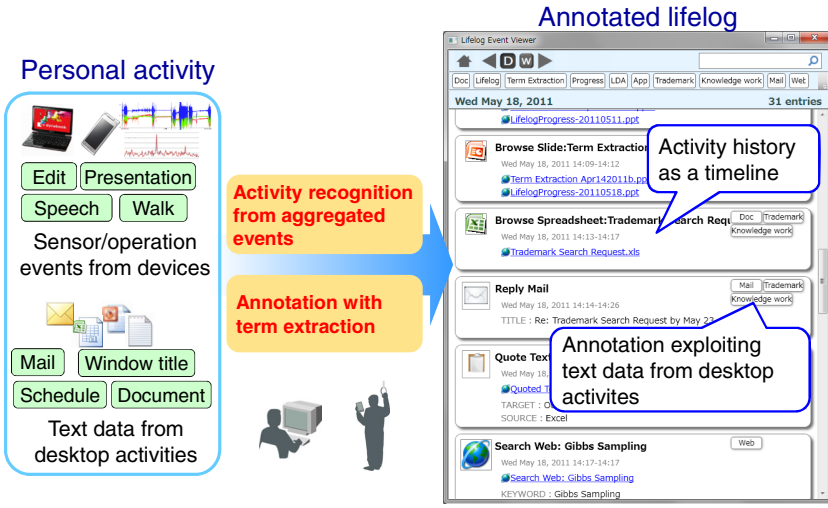 Annotated lifelog
Personal activity
Edit
Presentation
Speech
Walk
Sensor/operation
events from devices
Mail
Window title
Schedule
Document
Text data from
desktop activities
Activity recognition
from aggregated
events
Annotation with
term extraction
Lifelog Event Viewer
D W
Doc Lifelog Term Extraction Progress LDA App Trademark Knowledge work Mail Web
Wed May 18, 2011 31 entries
LifelogProgress-20110511.ppt
Browse Slide:Term Extraction
Wed May 18, 2011 14:09-14:12
Term Extraction Apr142011b.pp
LifelogProgress-20110518.ppt
Activity history
as a timeline
Browse Spreadsheet:Trademark Search Requ
Doc Trademark
Knowledge work
Wed May 18, 2011 14:13-14:17
Trademark Search Request.xls
Reply Mail
Mail Trademark
Knowledge work
Wed May 18, 2011 14:14-14:26
TITLE : Re: Trademark Search Request by May 23
Annotation exploiting
text data from desktop
activites
Quote Text
Wed May 18,
Quoted T
TARGET : O
SOURCE : Excel
Search Web: Gibbs Sampling
Web
Wed May 18, 2011 14:17-14:17
Search Web: Gibbs Sampling
KEYWORD : Gibbs Sampling